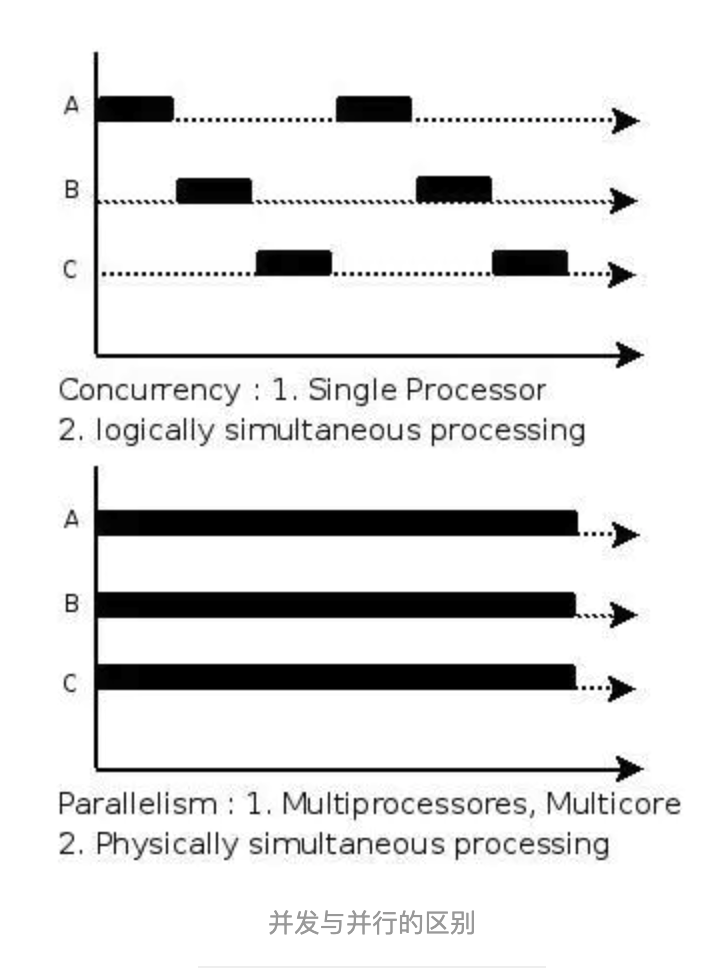 A
B
C
Concurrency : 1. Single Processor
2. logically simultaneous processing
A
B
C
Parallelism : 1. Multiprocessores, Multicore
2. Physically simultaneous processing
并发与并行的区别